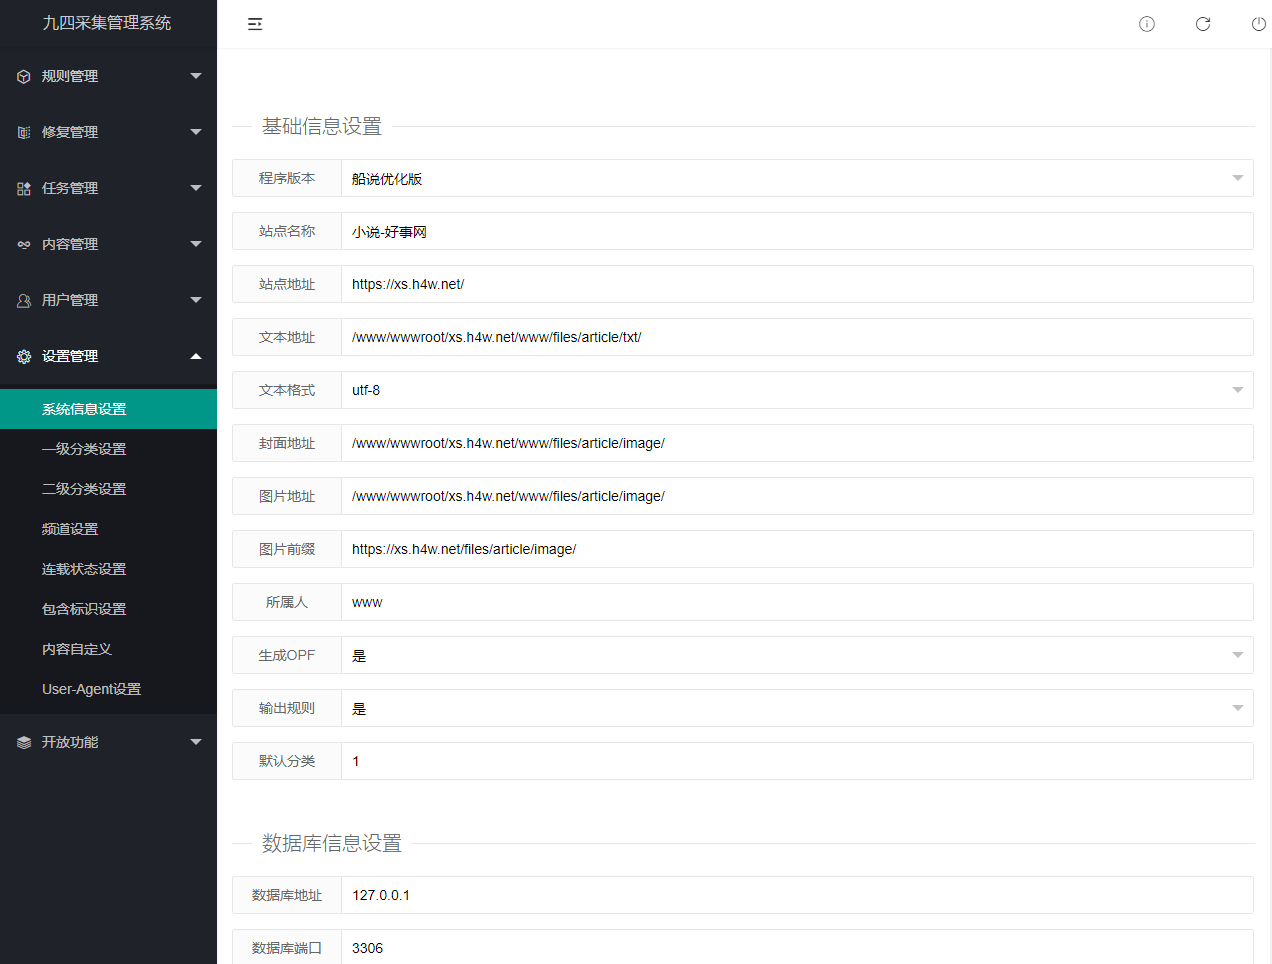 九四采集管理系统
规则管理
修复管理
任务管理
内容管理
用户管理
设置管理
系统信息设置
一级分类设置
二级分类设置
频道设置
连载状态设置
包含标识设置
内容自定义
User-Agent设置
开放功能
基础信息设置
程序版本 船说优化版
站点名称 小说-好事网
站点地址 https://xs.h4w.net/
文本地址 /www/wwwroot/xs.h4w.net/www/files/article/txt/
文本格式 utf-8
封面地址 /www/wwwroot/xs.h4w.net/www/files/article/image/
图片地址 /www/wwwroot/xs.h4w.net/www/files/article/image/
图片前缀 https://xs.h4w.net/files/article/image/
所属人 www
生成OPF 是
输出规则 是
默认分类 1
数据库信息设置
数据库地址 127.0.0.1
数据库端口 3306